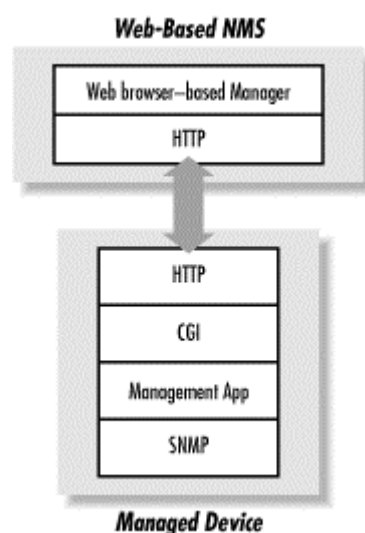 Web-Based NMS
Web browser–based Manager
HTTP
HTTP
CGI
Management App
SNMP
Managed Device